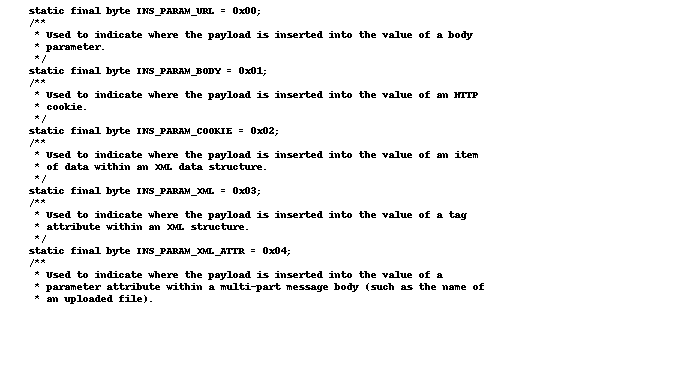 static final byte INS_PARAM_URL = 0x00;
/**
* Used to indicate where the payload is inserted into the value of a body
* parameter.
*/
static final byte INS_PARAM_BODY = 0x01;
/**
* Used to indicate where the payload is inserted into the value of an HTTP
* cookie.
*/
static final byte INS_PARAM_COOKIE = 0x02;
/**
* Used to indicate where the payload is inserted into the value of an item
* of data within an XML data structure.
*/
static final byte INS_PARAM_XML = 0x03;
/**
* Used to indicate where the payload is inserted into the value of a tag
* attribute within an XML structure.
*/
static final byte INS_PARAM_XML_ATTR = 0x04;
/**
* Used to indicate where the payload is inserted into the value of a
* parameter attribute within a multi-part message body (such as the name of
* an uploaded file).